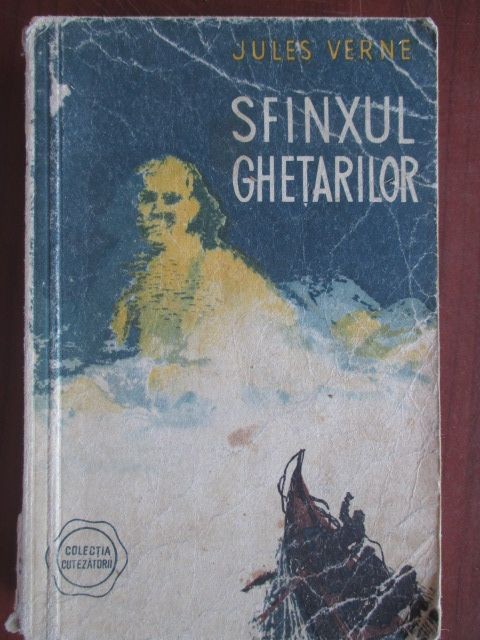 JULES VERNE
SFINXUL
GHEȚARILOR
COLECȚIA
CUTEZĂTORII